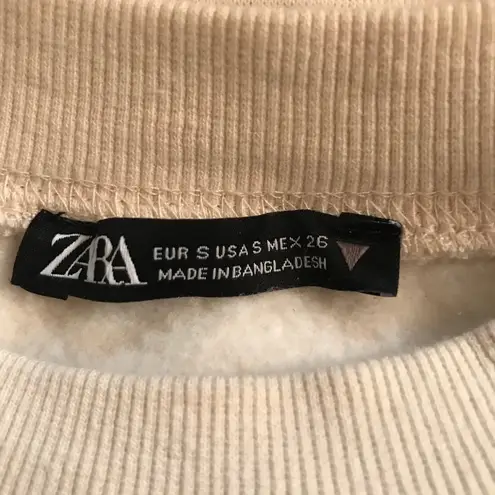 ZARA
EUR S USA S MEX 26
MADE IN BANGLADESH